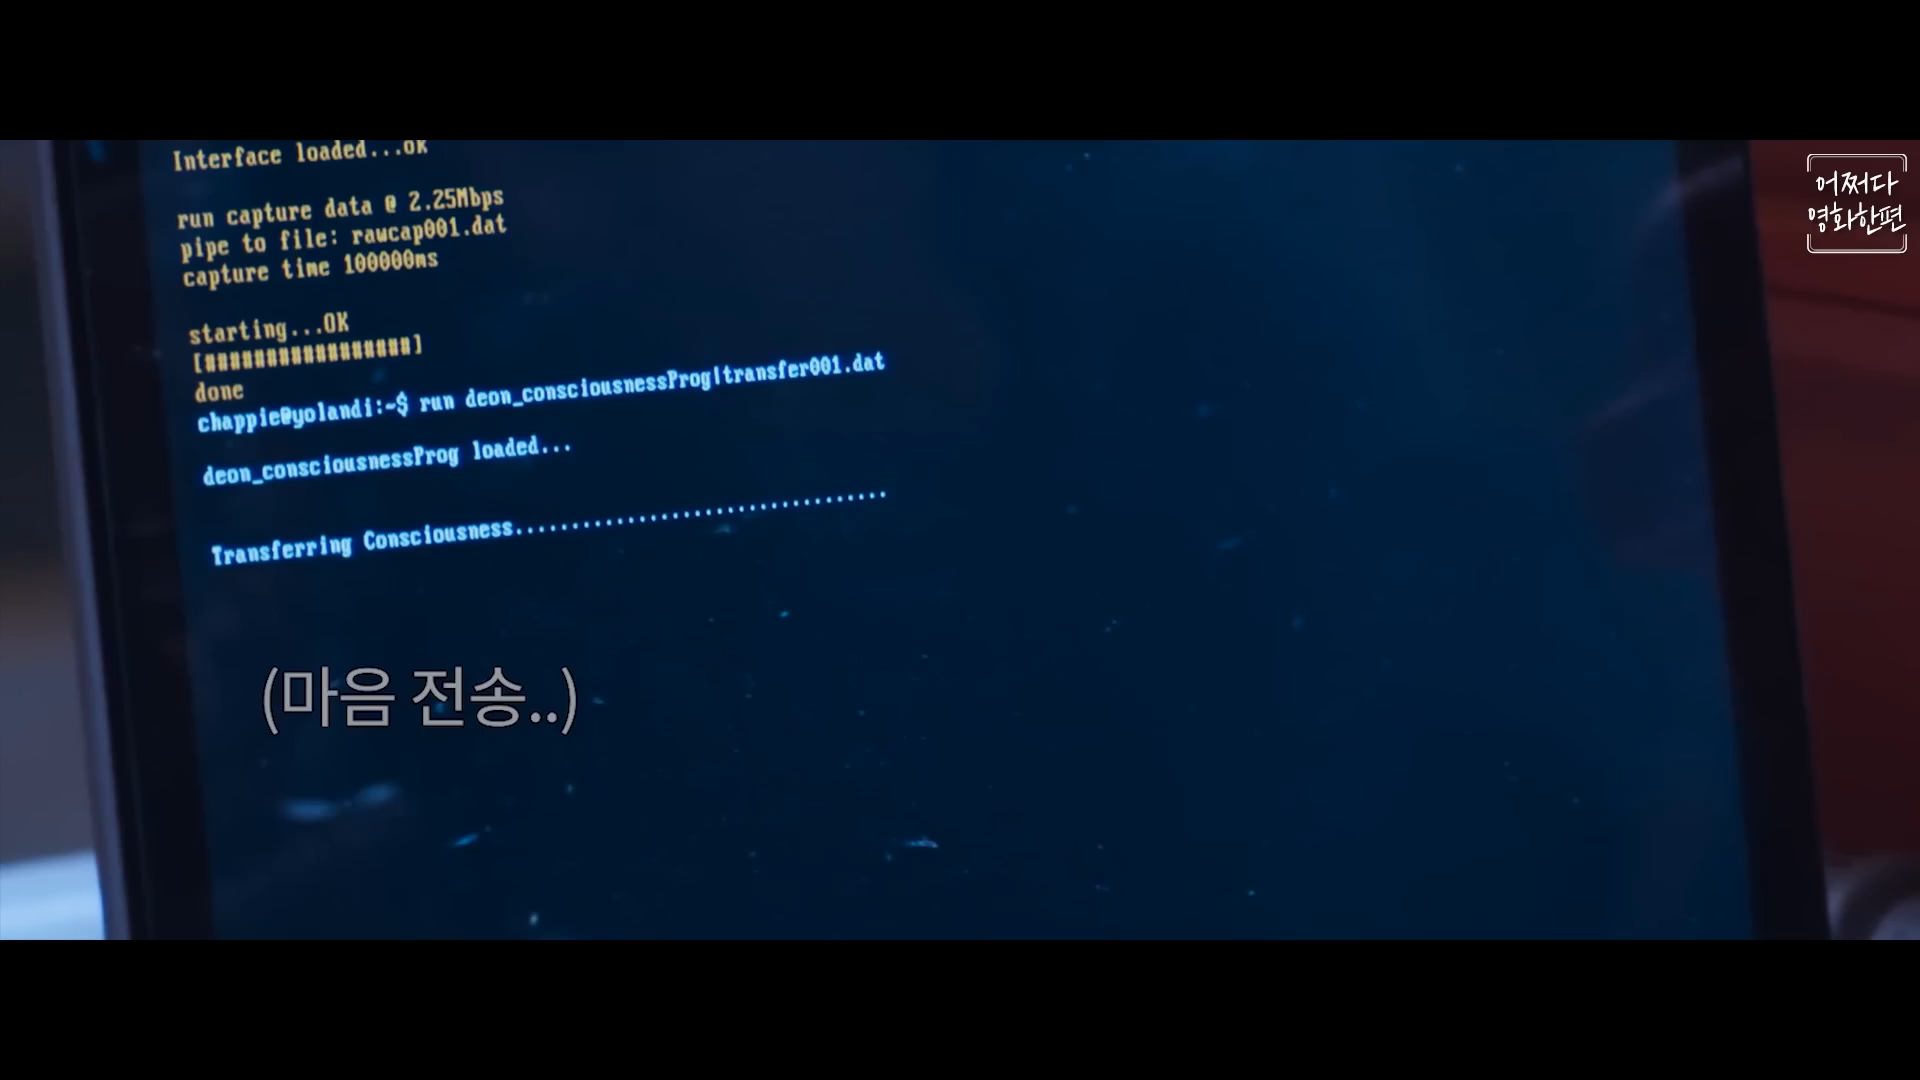 Interface loaded...OK
run capture data @ 2.25Mbps
pipe to file: rawcap001.dat
capture time 100000ms
starting...OK
[#################]
done
chappie@yolandi:~$ run deon_consciousnessProg|transfer001.dat
deon_consciousnessProg loaded...
Transferring Consciousness.......................................
(마음 전송..)
어쩌다
영화한편